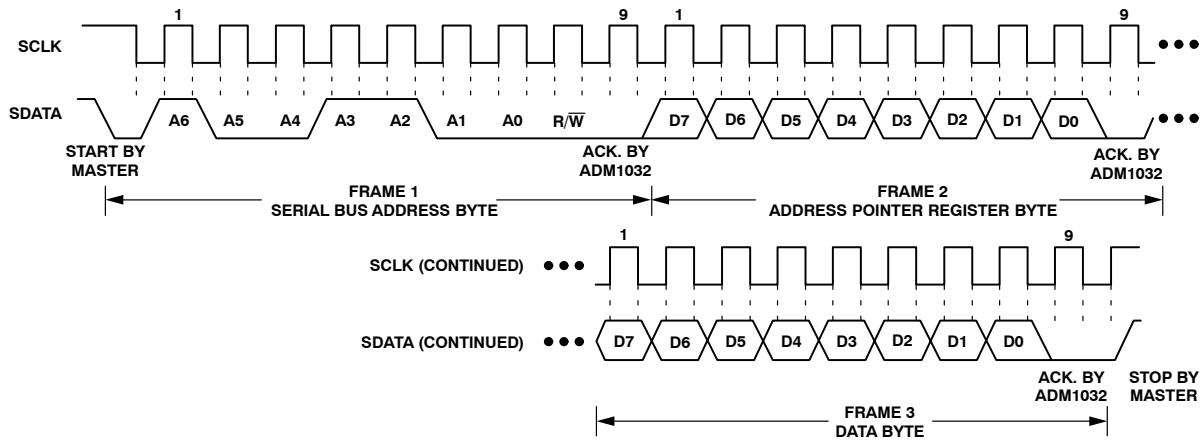 1 9 1 9
SCLK
SDATA A6 A5 A4 A3 A2 A1 A0 R/W̅ D7 D6 D5 D4 D3 D2 D1 D0
START BY
MASTER
ACK. BY
ADM1032
ACK. BY
ADM1032
FRAME 1
SERIAL BUS ADDRESS BYTE
FRAME 2
ADDRESS POINTER REGISTER BYTE
1 9
SCLK (CONTINUED)
SDATA (CONTINUED) D7 D6 D5 D4 D3 D2 D1 D0
ACK. BY
ADM1032
STOP BY
MASTER
FRAME 3
DATA BYTE